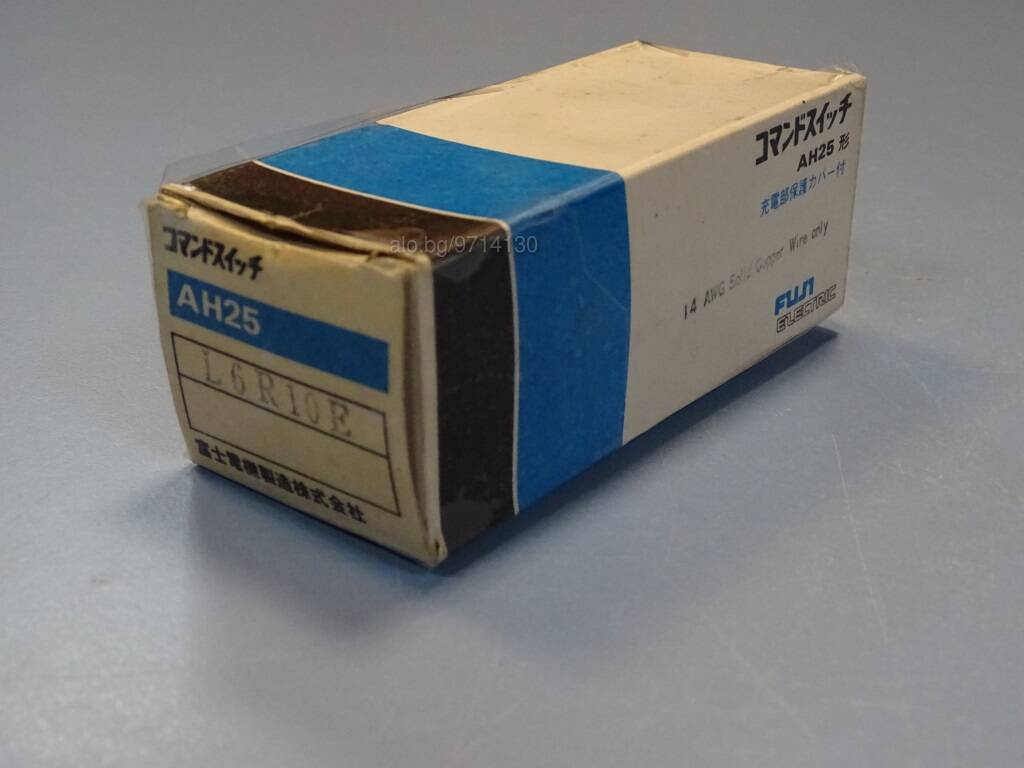 コマンドスイッチ
AH25
L6R10E
富士電機製造株式会社
コマンドスイッチ
AH25 形
充電部保護カバー付
14 AWG Solid Copper Wire only
FUJI
ELECTRIC
alo.bg/9714130